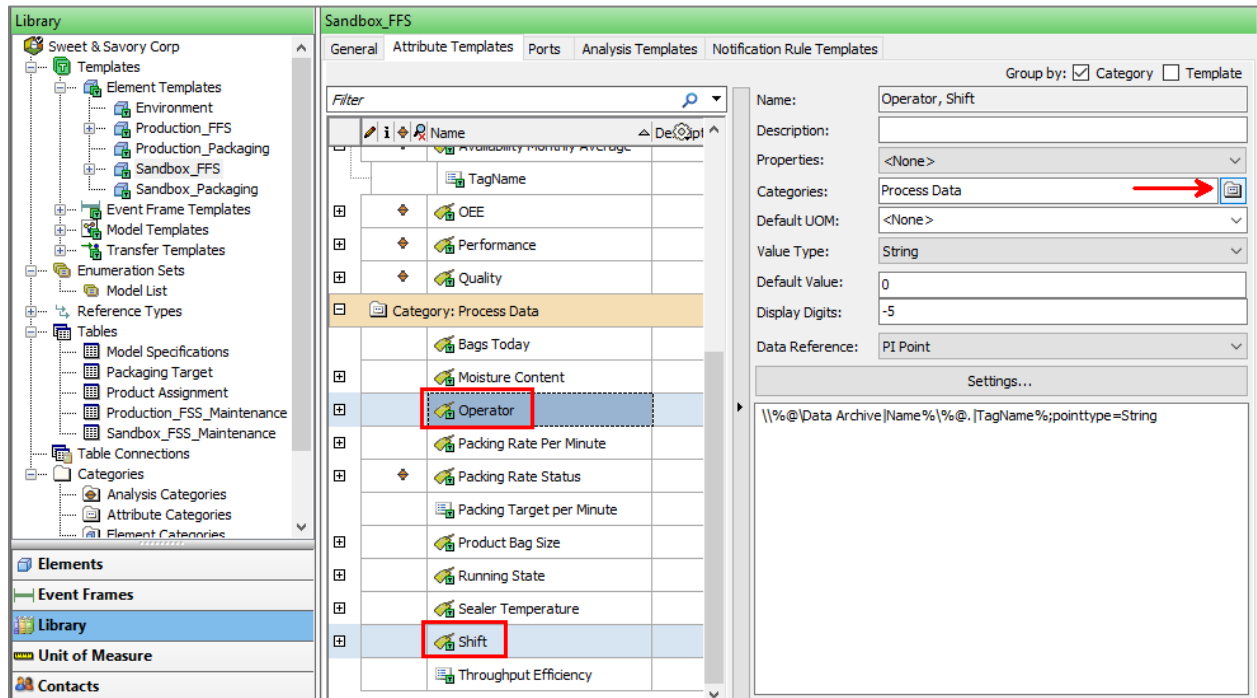 Library
Sweet & Savory Corp
Templates
Element Templates
Environment
Production_FFS
Production_Packaging
Sandbox_FFS
Sandbox_Packaging
Event Frame Templates
Model Templates
Transfer Templates
Enumeration Sets
Model List
Reference Types
Tables
Model Specifications
Packaging Target
Product Assignment
Production_FSS_Maintenance
Sandbox_FSS_Maintenance
Table Connections
Categories
Analysis Categories
Attribute Categories
Element Categories
Elements
Event Frames
Library
Unit of Measure
Contacts
Sandbox_FFS
General Attribute Templates Ports Analysis Templates Notification Rule Templates
Group by: Category Template
Filter
Name
Availability Monthly Average
TagName
OEE
Performance
Quality
Category: Process Data
Bags Today
Moisture Content
Operator
Packing Rate Per Minute
Packing Rate Status
Packing Target per Minute
Product Bag Size
Running State
Sealer Temperature
Shift
Throughput Efficiency
Name: Operator, Shift
Description:
Properties: <None>
Categories: Process Data
Default UOM: <None>
Value Type: String
Default Value: 0
Display Digits: -5
Data Reference: PI Point
Settings...
\\%@\Data Archive|Name%\%@.|TagName%;pointtype=String